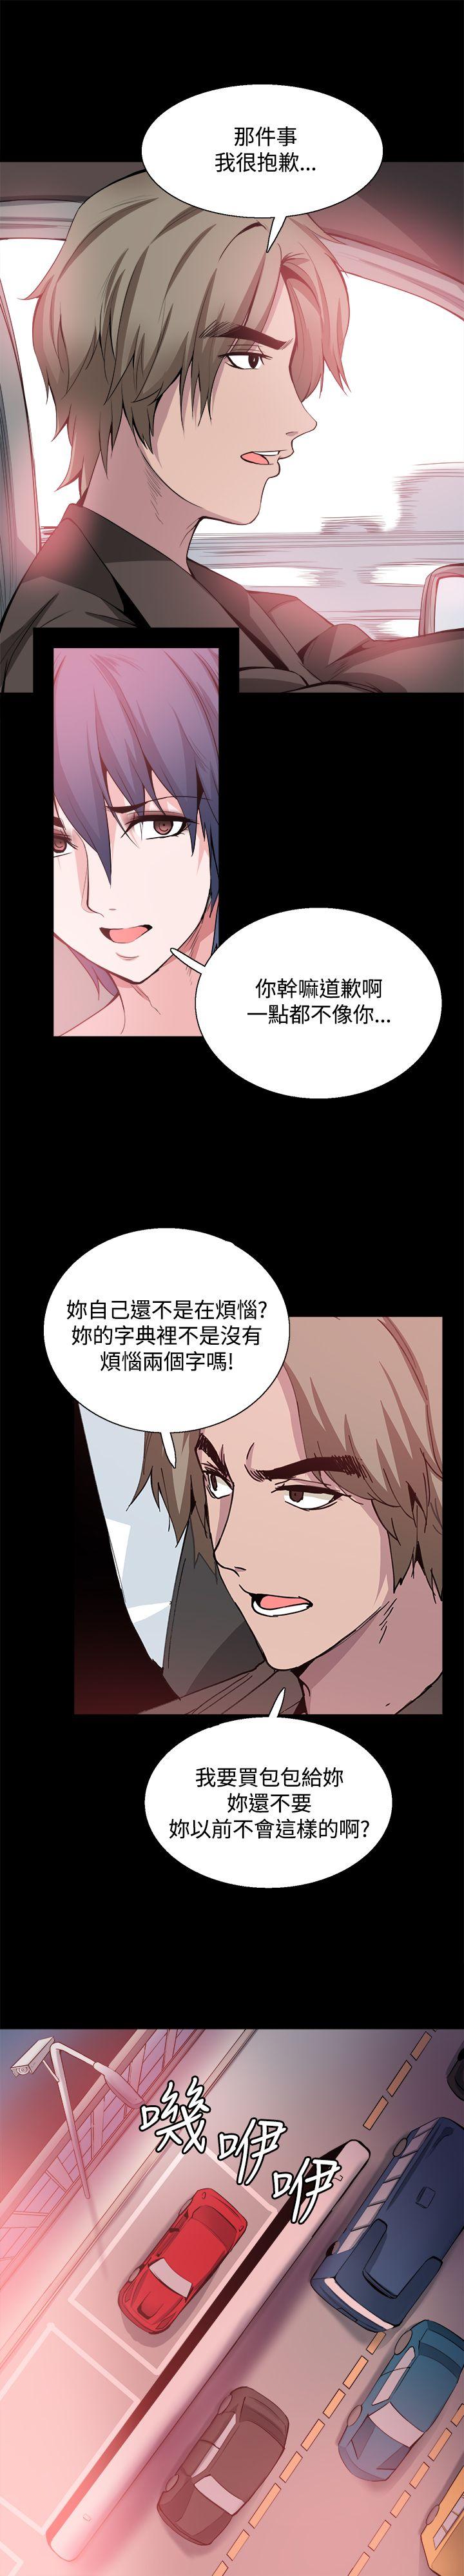 那件事
我很抱歉...
你幹嘛道歉啊
一點都不像你...
妳自己還不是在煩惱?
妳的字典裡不是沒有
煩惱兩個字嗎!
我要買包包給妳
妳還不要
妳以前不會這樣的啊?
嘰咿咿